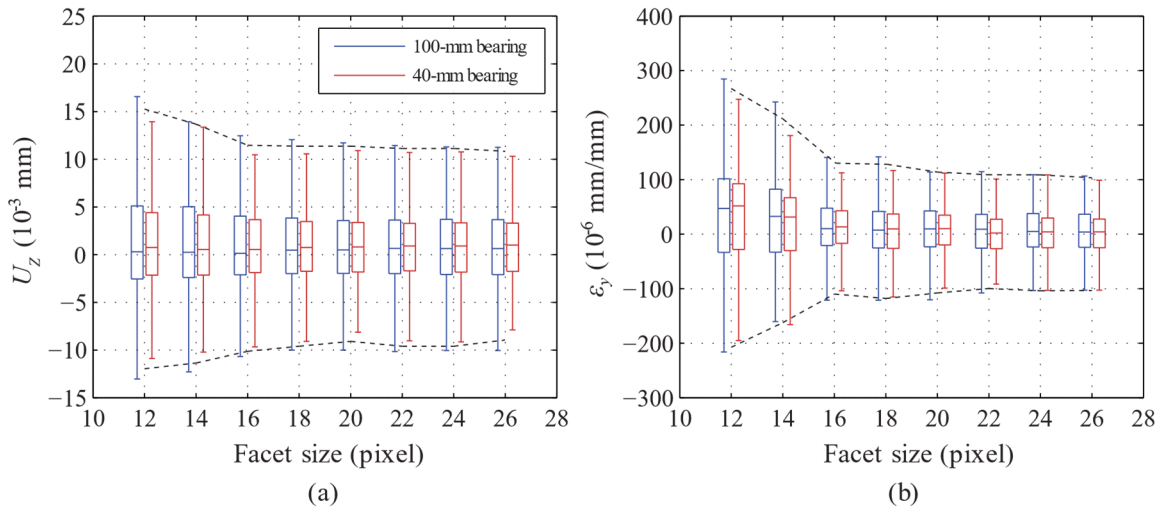 25
20
15
10
5
0
−5
−10
−15
10 12 14 16 18 20 22 24 26 28
U_Z (10^-3 mm)
Facet size (pixel)
100-mm bearing
40-mm bearing
(a)
400
300
200
100
0
−100
−200
−300
10 12 14 16 18 20 22 24 26 28
ε_y (10^-6 mm/mm)
Facet size (pixel)
(b)